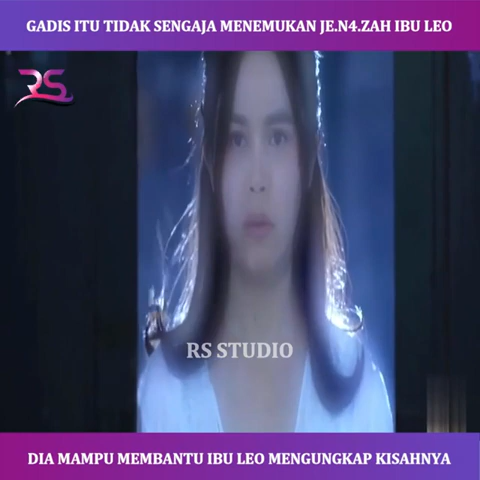 GADIS ITU TIDAK SENGAJA MENEMUKAN JE.N4.ZAH IBU LEO
RS
RS STUDIO
DIA MAMPU MEMBANTU IBU LEO MENGUNGKAP KISAHNYA